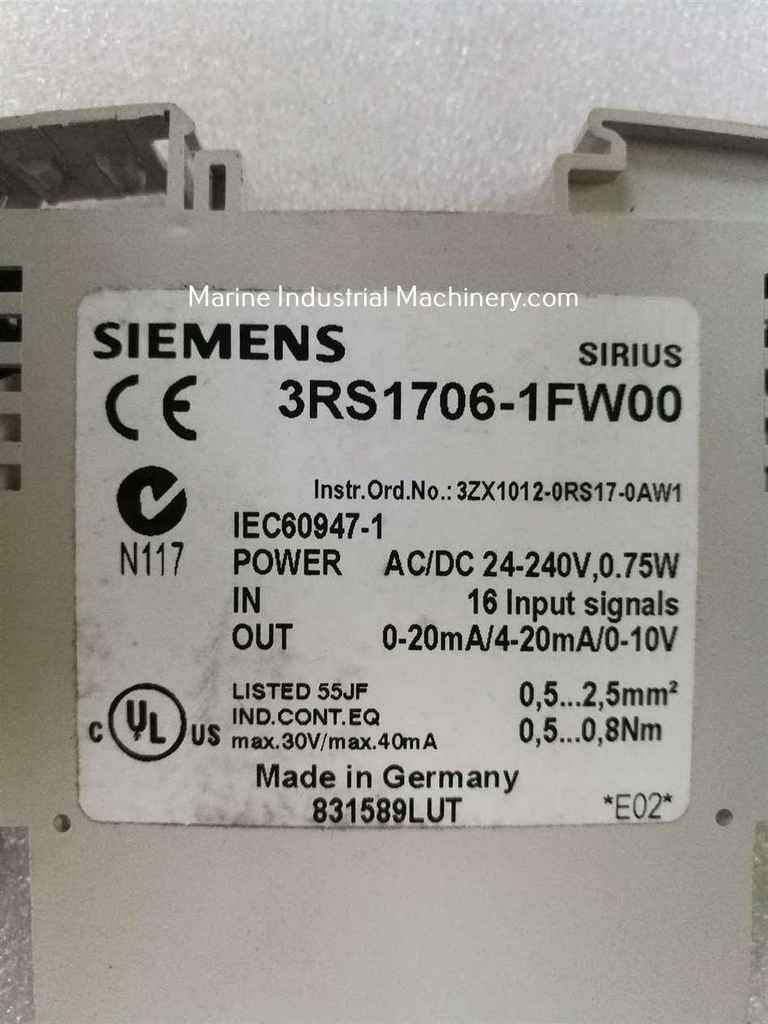 Marine Industrial Machinery.com
SIEMENS
SIRIUS
CE 3RS1706-1FW00
Instr.Ord.No.: 3ZX1012-0RS17-0AW1
IEC60947-1
N117
POWER AC/DC 24-240V,0.75W
IN 16 Input signals
OUT 0-20mA/4-20mA/0-10V
LISTED 55JF 0,5...2,5mm²
IND.CONT.EQ
C UL US
max.30V/max.40mA 0,5...0,8Nm
Made in Germany
831589LUT *E02*